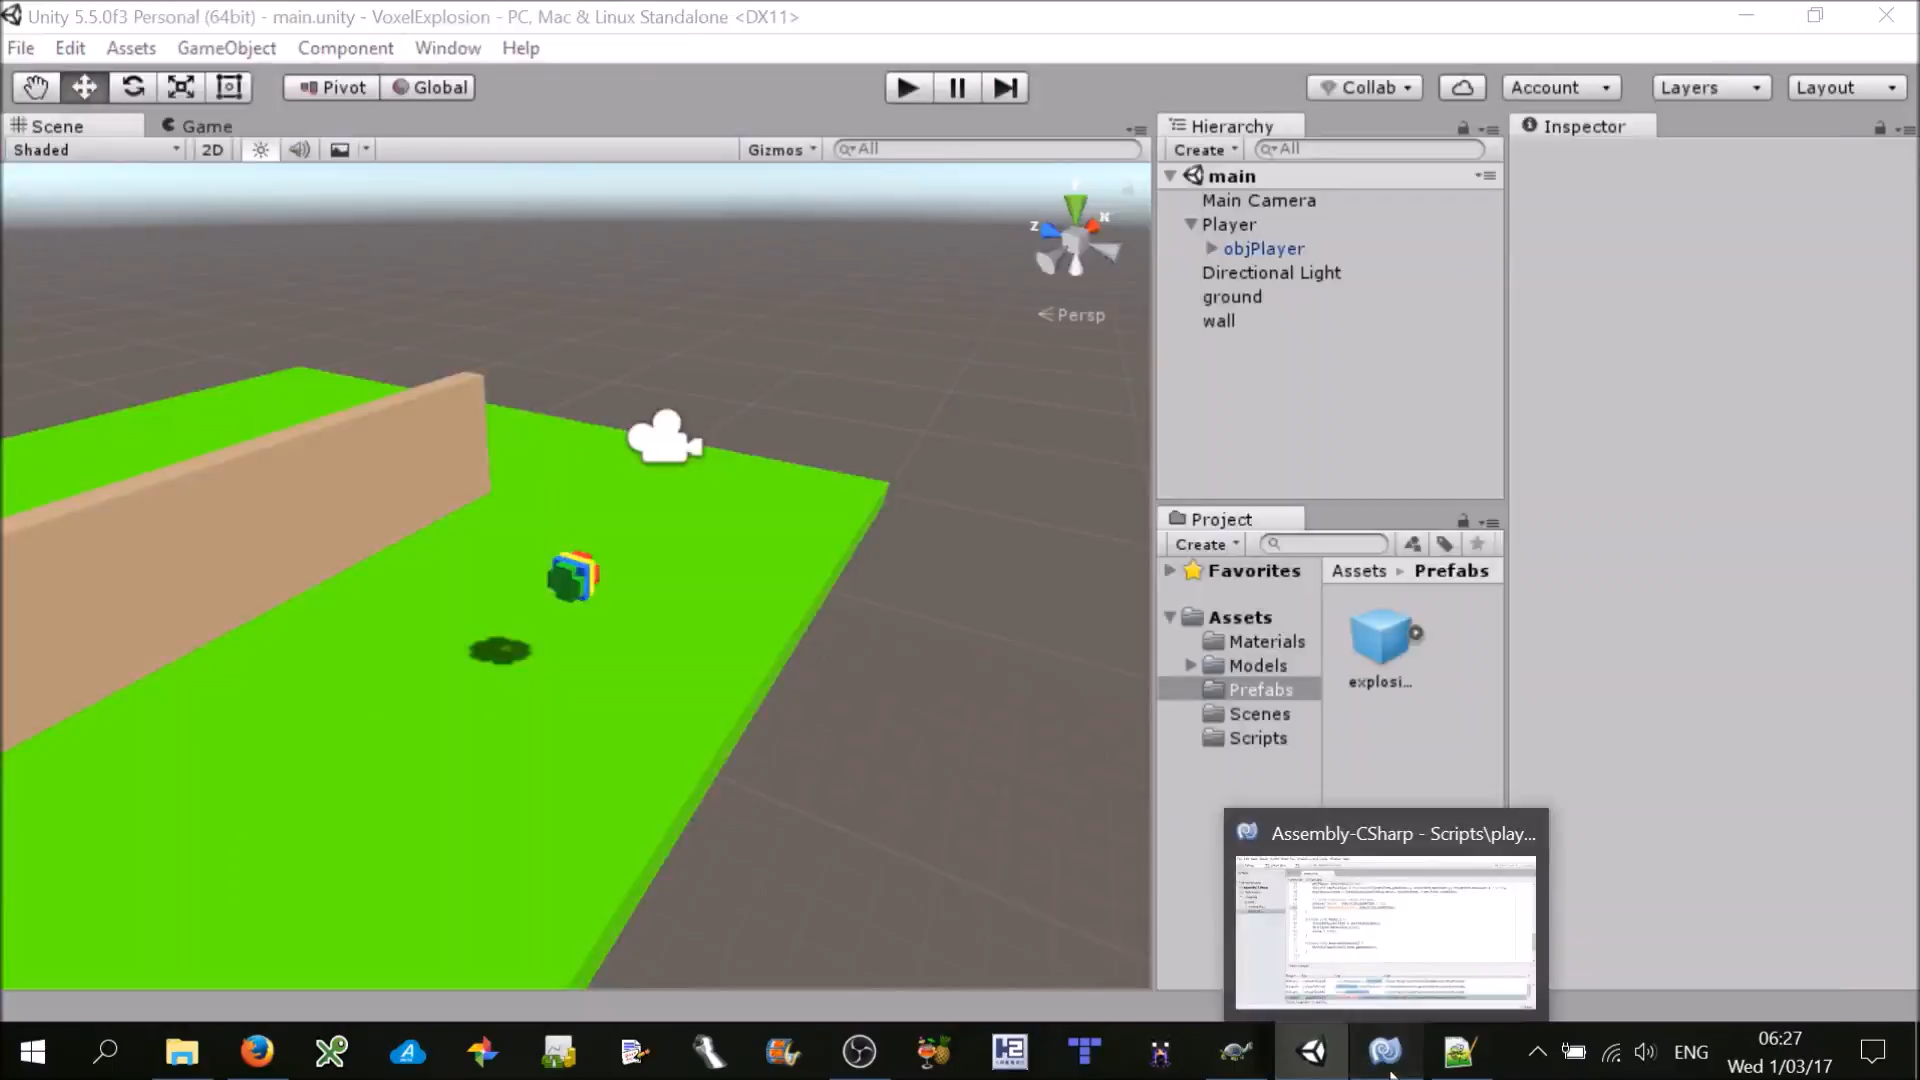 Unity 5.5.0f3 Personal (64bit) - main.unity - VoxelExplosion - PC, Mac & Linux Standalone <DX11>
File Edit Assets GameObject Component Window Help
Pivot Global Collab Account Layers Layout
Scene Game
Shaded 2D Gizmos All
Z X
Persp
Hierarchy
Create All
main
Main Camera
Player
objPlayer
Directional Light
ground
wall
Inspector
Project
Create
Favorites
Assets
Materials
Models
Prefabs
Scenes
Scripts
Assets Prefabs
explosi...
Assembly-CSharp - Scripts\play...
ENG
06:27
Wed 1/03/17